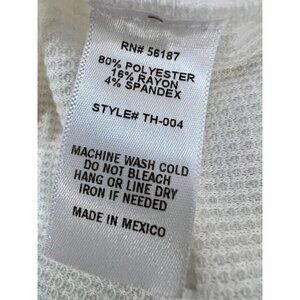 RN# 56187
80% POLYESTER
16% RAYON
4% SPANDEX
STYLE# TH-004
MACHINE WASH COLD
DO NOT BLEACH
HANG OR LINE DRY
IRON IF NEEDED
MADE IN MEXICO